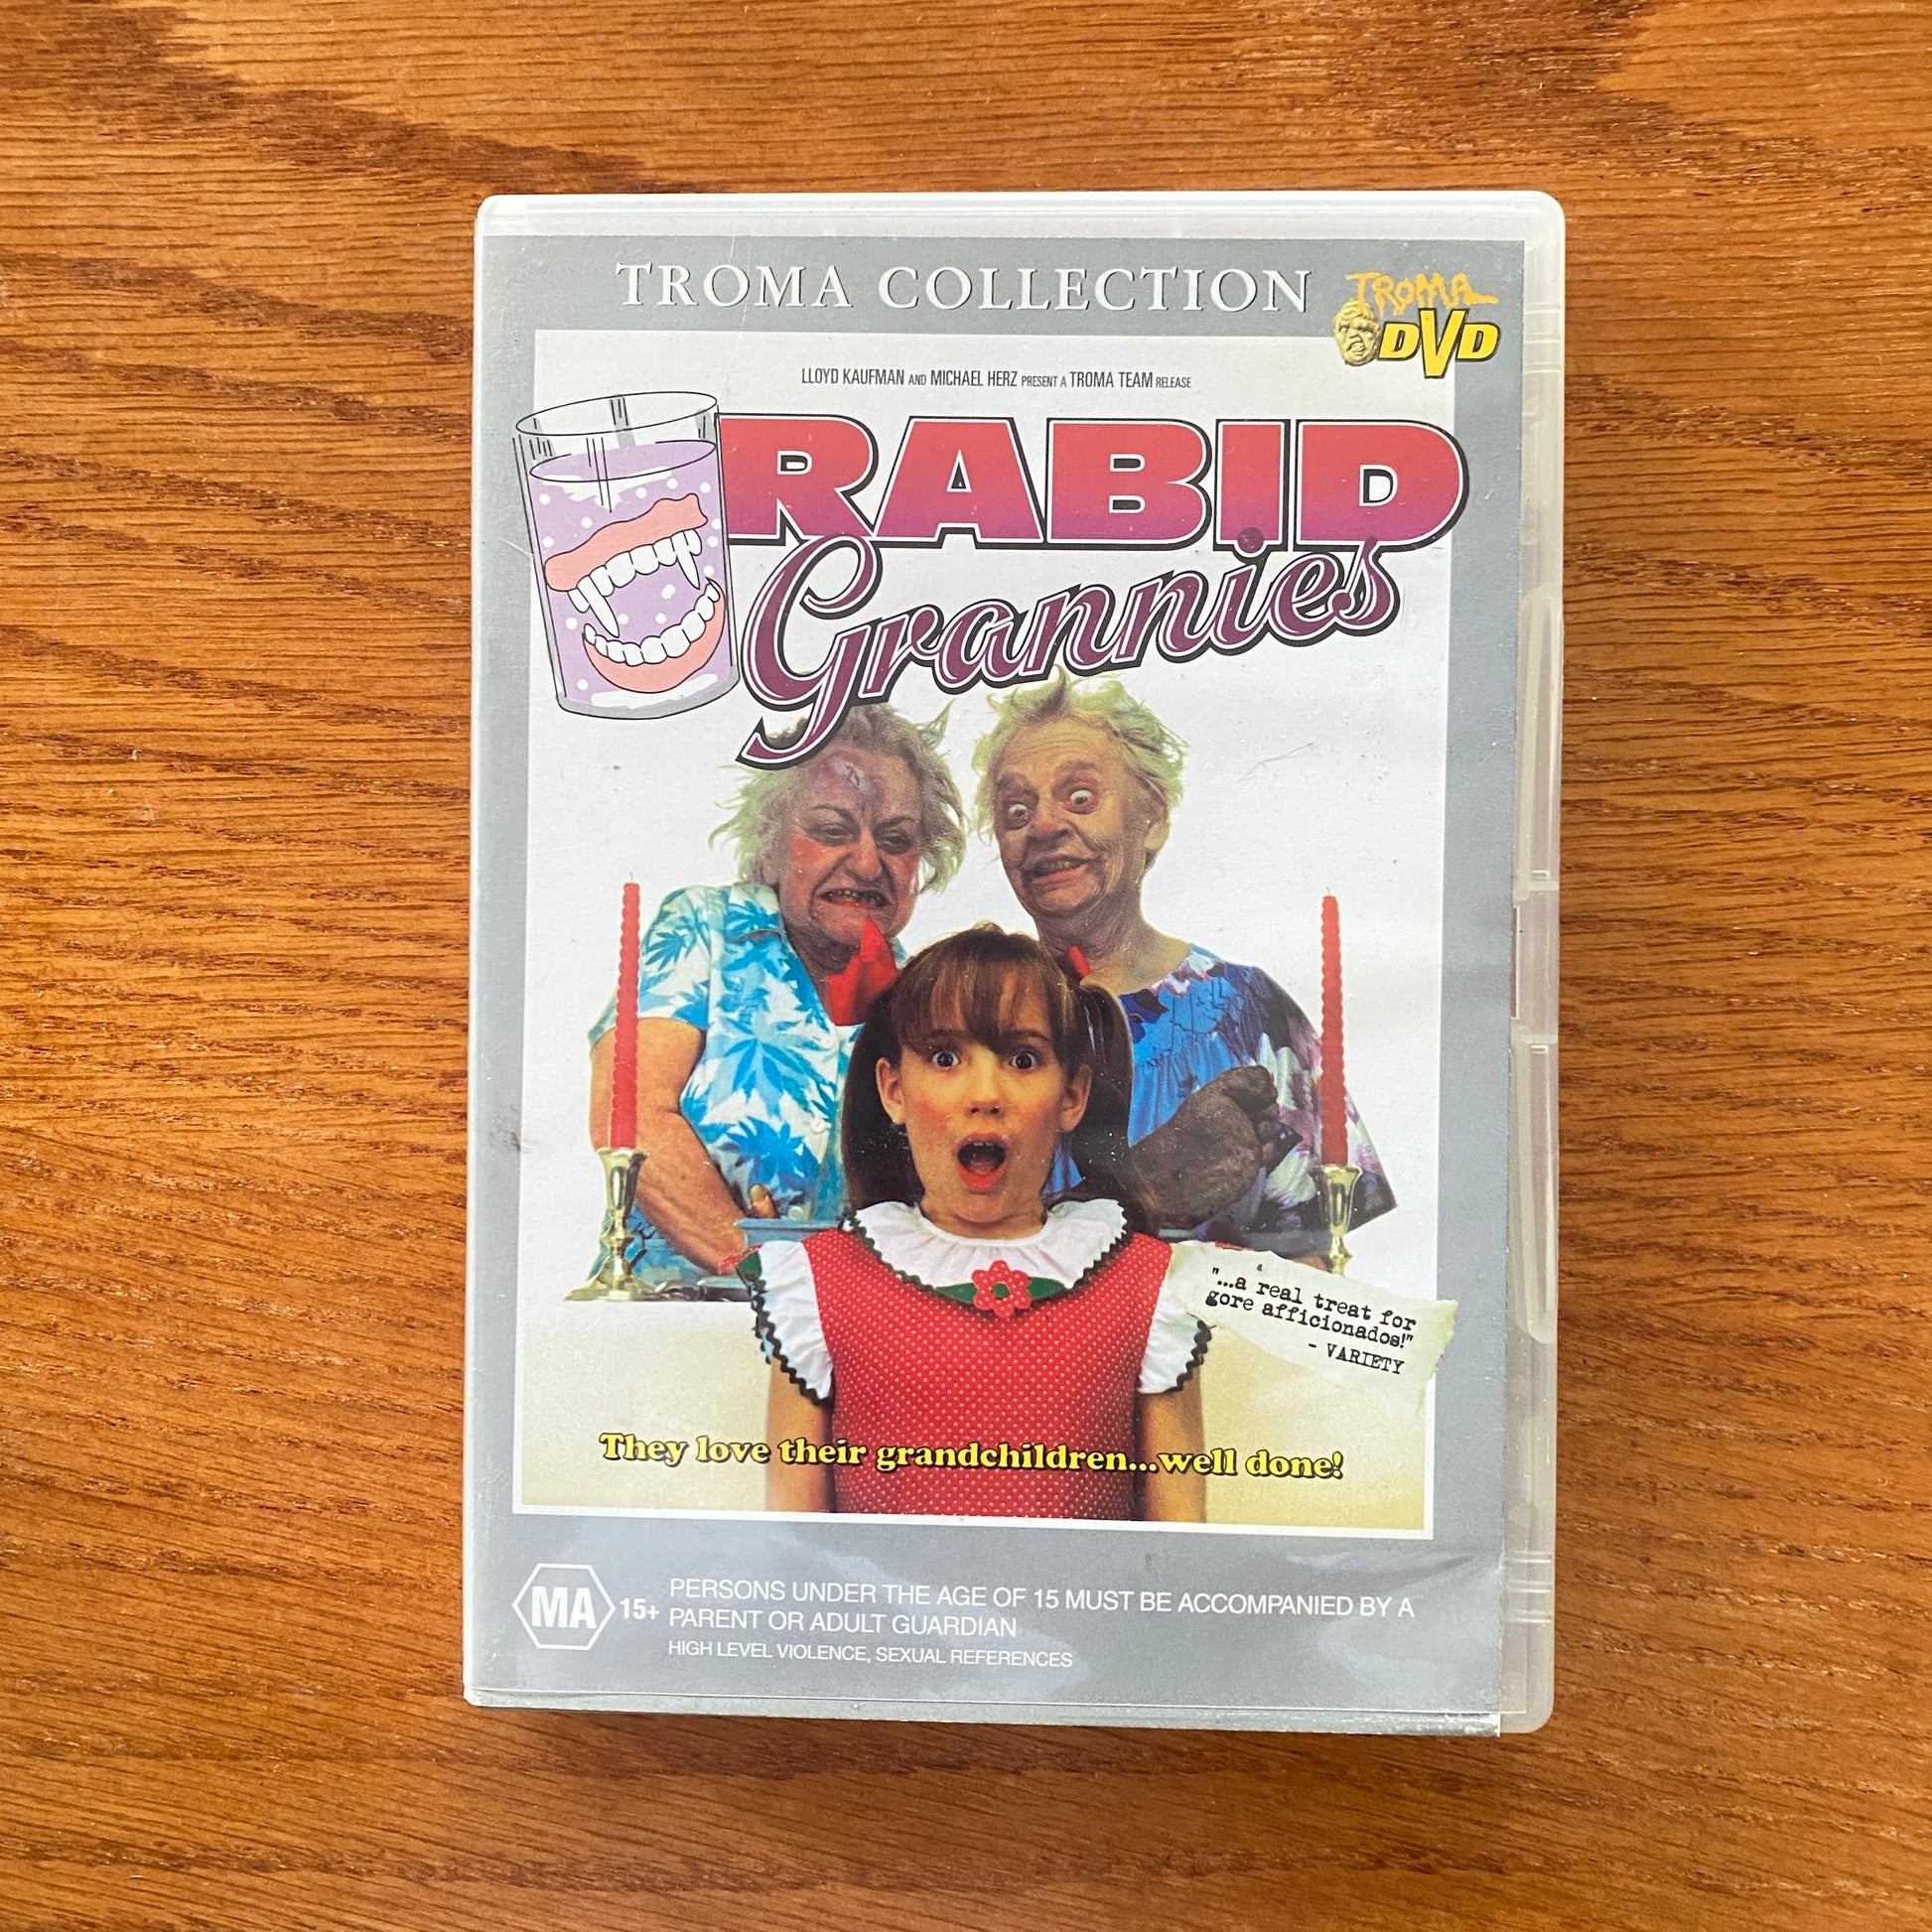 TROMA COLLECTION
TROMA
DVD
LLOYD KAUFMAN AND MICHAEL HERZ PRESENT A TROMA TEAM RELEASE
RABID
Grannies
"...a real treat for
gore afficionados!"
- VARIETY
They love their grandchildren...well done!
MA 15+
PERSONS UNDER THE AGE OF 15 MUST BE ACCOMPANIED BY A
PARENT OR ADULT GUARDIAN
HIGH LEVEL VIOLENCE, SEXUAL REFERENCES